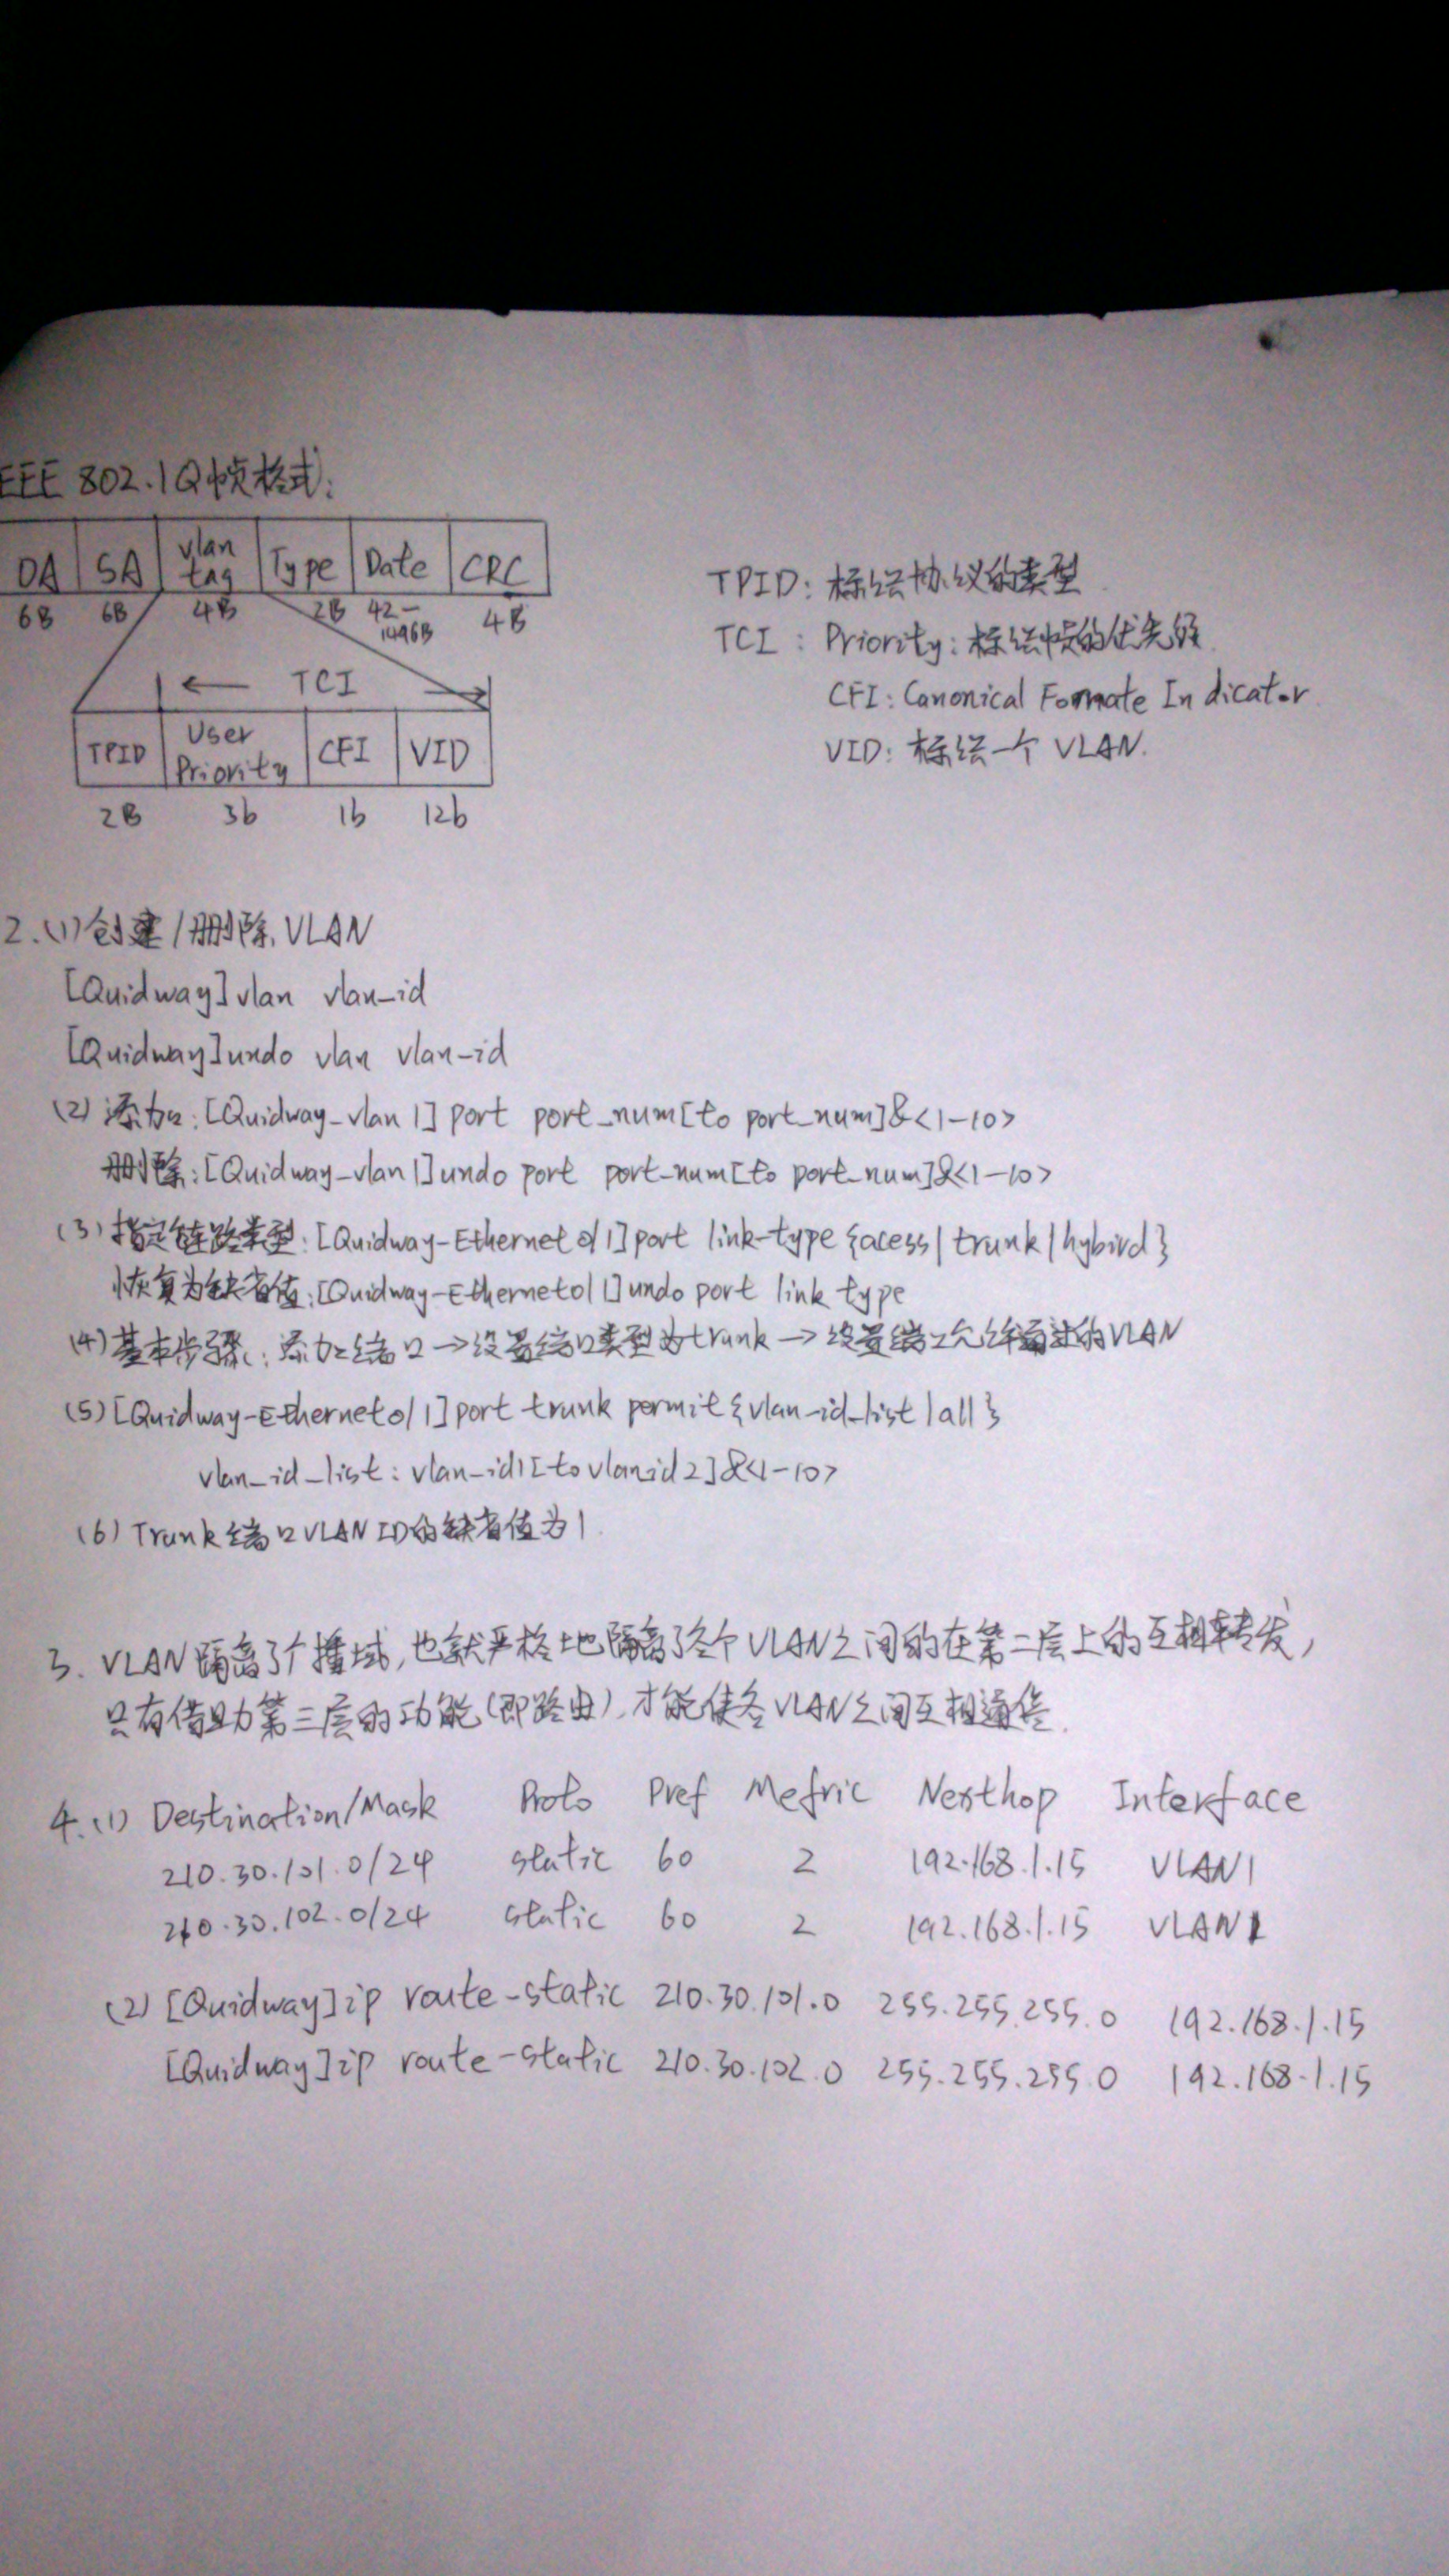 EEE 802.1Q帧格式:
DA SA vlan tag Type Date CRC
6B 6B 4B 2B 42-1496B 4B
← TCI →
TPID User Priority CFI VID
2B 3b 1b 12b
TPID: 标识协议的类型
TCI: Priority: 标识帧的优先级
CFI: Canonical Formate Indicator
VID: 标识一个 VLAN.
2.(1)创建/删除VLAN
[Quidway]vlan vlan-id
[Quidway]undo vlan vlan-id
(2)添加:[Quidway-vlan1]port port_num[to port_num]&<1-10>
删除:[Quidway-vlan1]undo port port-num[to port_num]&<1-10>
(3)指定链路类型:[Quidway-Ethernet0/1]port link-type {acess|trunk|hybird}
恢复为缺省值:[Quidway-Ethernet0/1]undo port link type
(4)基本步骤:添加端口→设置端口类型为trunk→设置端口允许通过的VLAN
(5)[Quidway-Ethernet0/1]port trunk permit{vlan-id-list|all}
vlan_id_list: vlan-id1[to vlanid2]&<1-10>
(6)Trunk端口VLAN ID的缺省值为1.
3. VLAN隔离了个播域,也就严格地隔离了各个VLAN之间的在第二层上的互相转发,
只有借助第三层的功能(即路由),才能使各VLAN之间互相通信.
4.(1) Destination/Mask Proto Pref Metric Nexthop Interface
210.30.101.0/24 static 60 2 192.168.1.15 VLAN1
210.30.102.0/24 static 60 2 192.168.1.15 VLAN1
(2)[Quidway]ip route-static 210.30.101.0 255.255.255.0 192.168.1.15
[Quidway]ip route-static 210.30.102.0 255.255.255.0 192.168.1.15